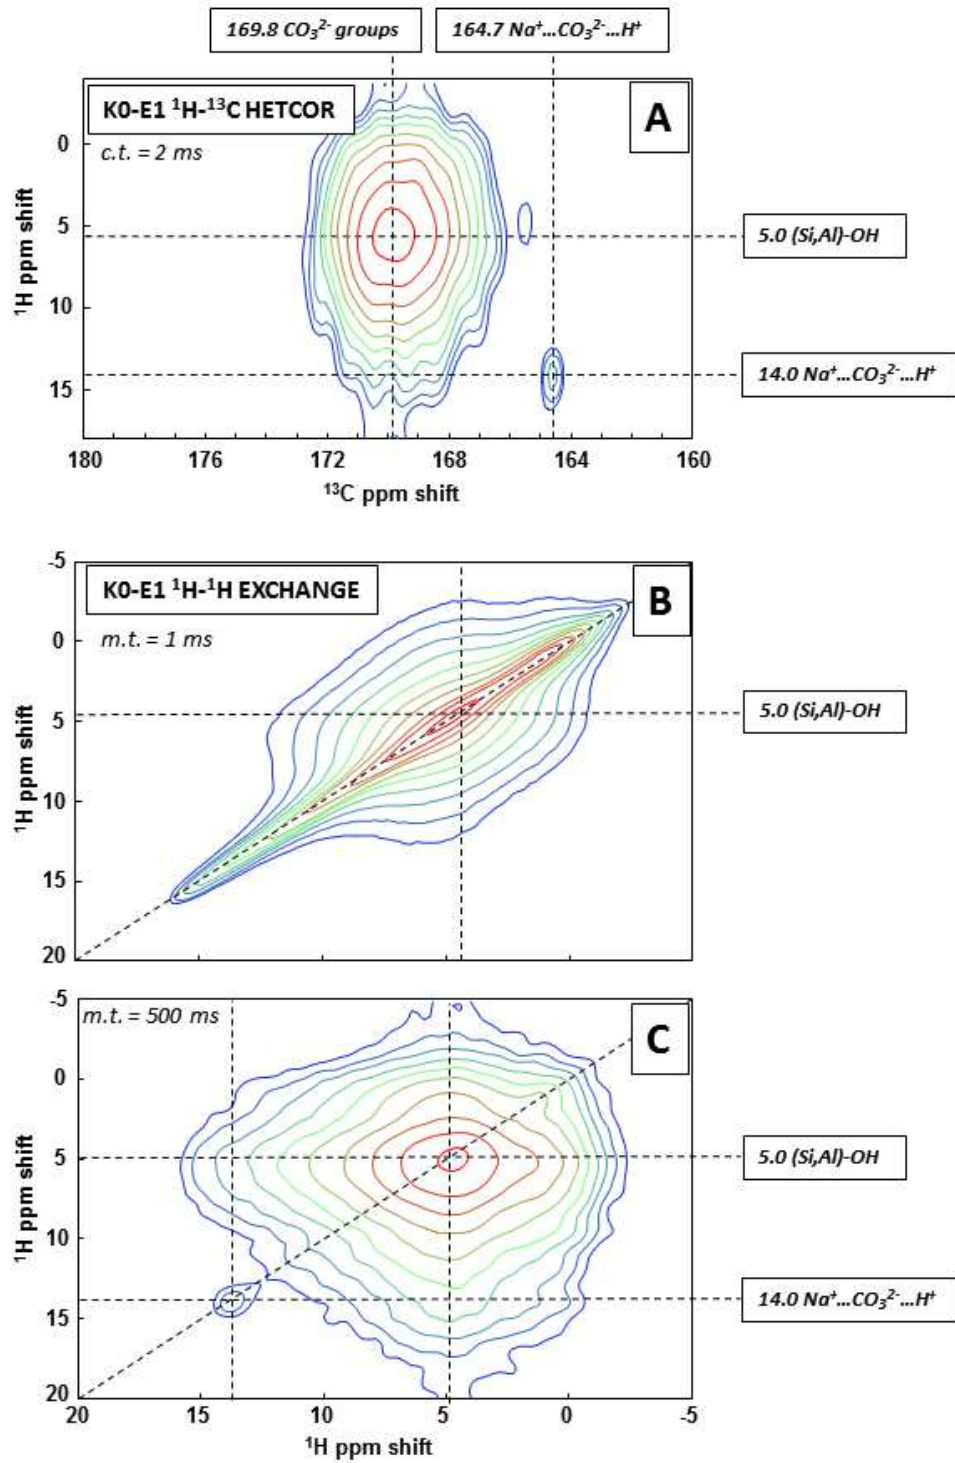 169.8 CO₃²⁻ groups
164.7 Na⁺...CO₃²⁻...H⁺
K0-E1 ¹H-¹³C HETCOR
A
c.t. = 2 ms
0
5
10
15
¹H ppm shift
5.0 (Si,Al)-OH
14.0 Na⁺...CO₃²⁻...H⁺
180
176
172
168
164
160
¹³C ppm shift
-5
K0-E1 ¹H-¹H EXCHANGE
B
m.t. = 1 ms
0
5
10
15
20
¹H ppm shift
5.0 (Si,Al)-OH
-5
m.t. = 500 ms
C
0
5
10
15
20
¹H ppm shift
5.0 (Si,Al)-OH
14.0 Na⁺...CO₃²⁻...H⁺
20
15
10
5
0
-5
¹H ppm shift